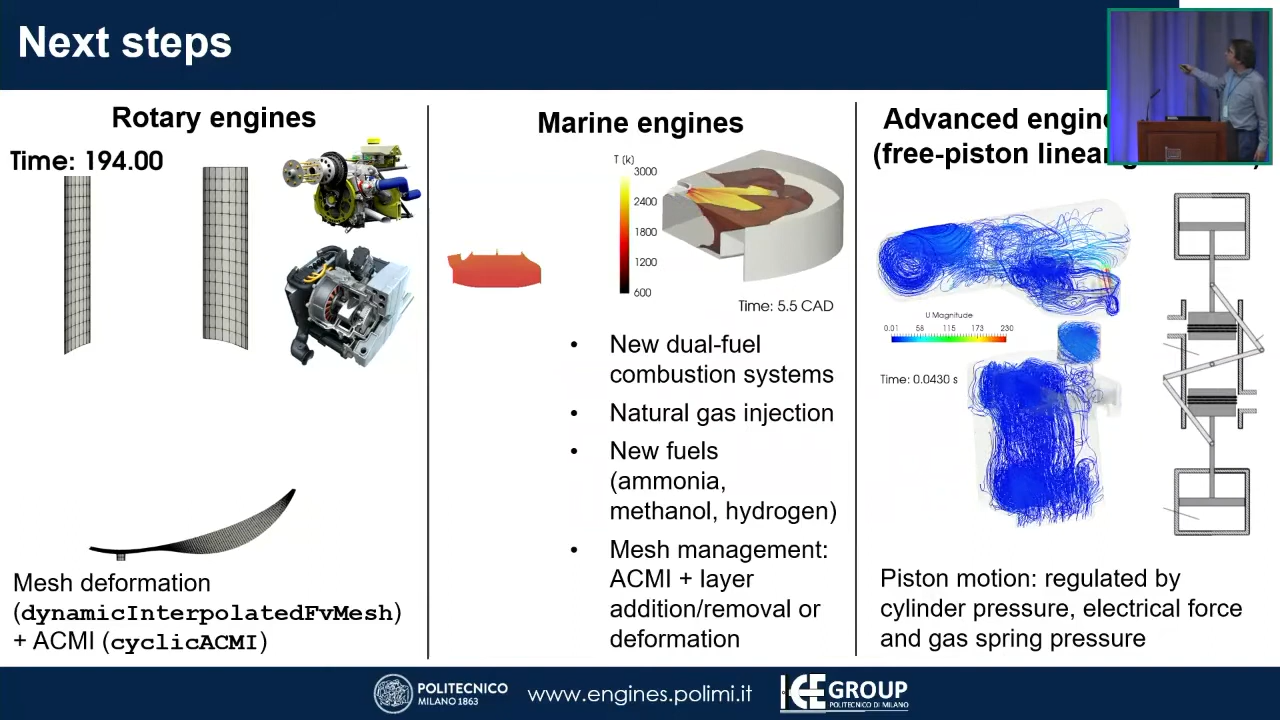 Next steps
Rotary engines
Time: 194.00
Mesh deformation
(dynamicInterpolatedFvMesh)
+ ACMI (cyclicACMI)
Marine engines
T (k)
3000
2400
1800
1200
600
Time: 5.5 CAD
• New dual-fuel
combustion systems
• Natural gas injection
• New fuels
(ammonia,
methanol, hydrogen)
• Mesh management:
ACMI + layer
addition/removal or
deformation
Advanced
(free-piston linear
U Magnitude
0.01 58 115 173 230
Time: 0.0430 s
Piston motion: regulated by
cylinder pressure, electrical force
and gas spring pressure
POLITECNICO
MILANO 1863
www.engines.polimi.it
ICE GROUP
POLITECNICO DI MILANO